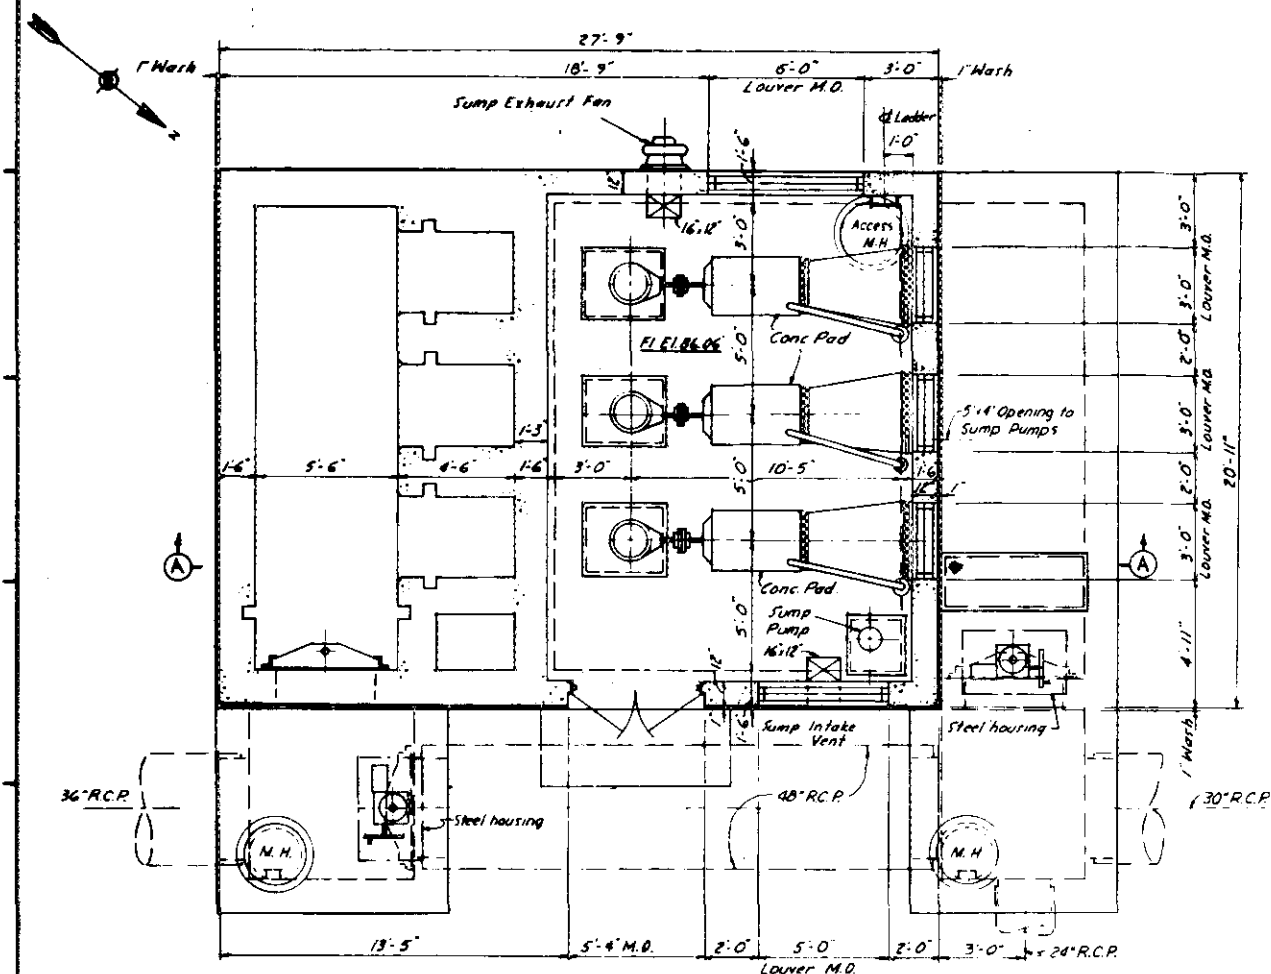 27'-9"
1" Wash
18'-9"
6'-0"
Louver M.O.
3'-0"
1" Wash
Sump Exhaust Fan
℄ Ladder
1'-0"
N
1'-6"
12"
16x12"
3'-0"
Access
M.H
3'-0"
3'-0"
Louver M.O.
Fl. El. 86.06
5'-0"
Conc Pad
2'-0"
1'-3"
5'x4' Opening to
Sump Pumps
3'-0"
Louver M.O.
20'-11"
1'-6"
5'-6"
4'-6"
1'-6"
3'-0"
10'-5"
1'-6
5'-0"
12"
1"
2'-0"
A
3'-0"
Louver M.O.
A
Conc. Pad
5'-0"
Sump
Pump
16x12"
4'-11"
12"
1"
1'-6"
Sump Intake
Vent
Steel housing
1" Wash
36" R.C.P.
48" R.C.P.
30" R.C.P.
Steel housing
M.H.
M.H
13'-5"
5'-4" M.O.
2'-0"
5'-0"
Louver M.O.
2'-0"
3'-0"
24" R.C.P.